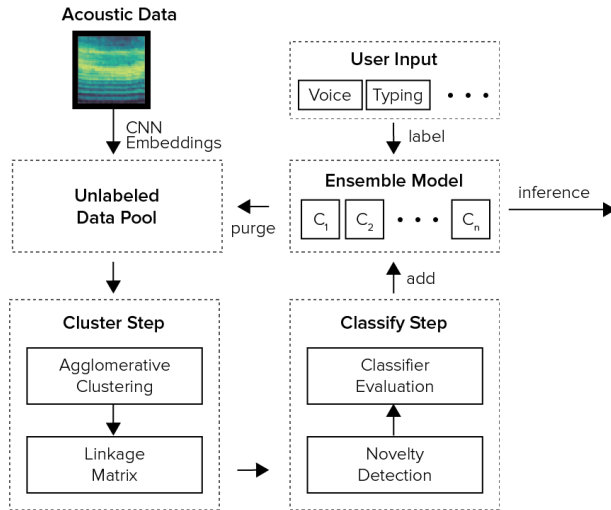 Acoustic Data
CNN
Embeddings
User Input
Voice
Typing
• • •
label
Unlabeled
Data Pool
purge
Ensemble Model
C1
C2
• • •
Cn
inference
add
Cluster Step
Agglomerative
Clustering
Linkage
Matrix
Classify Step
Classifier
Evaluation
Novelty
Detection